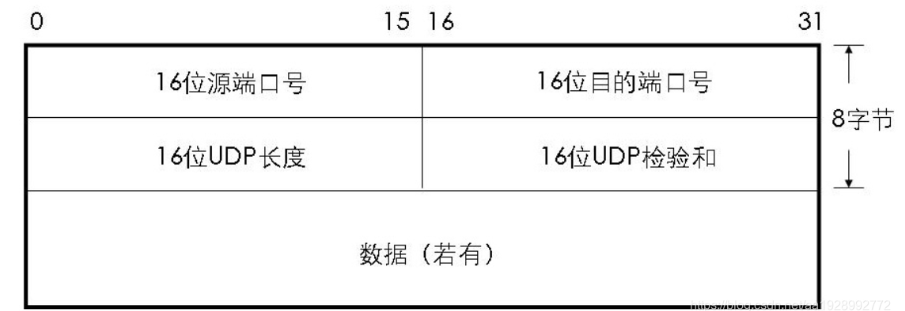 0 15 16 31
16位源端口号 16位目的端口号
8字节
16位UDP长度 16位UDP检验和
数据（若有）